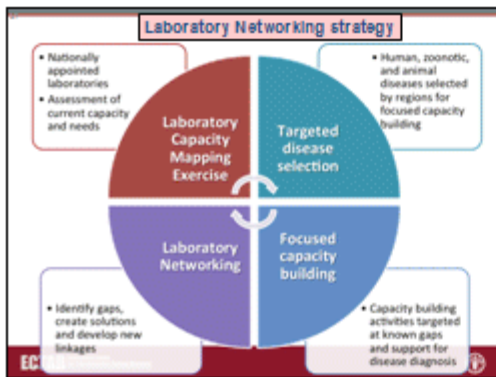 Laboratory Networking strategy
• Nationally
appointed
laboratories
• Assessment of
current capacity
and needs
Laboratory
Capacity
Mapping
Exercise
Targeted
disease
selection
• Human, zoonotic,
and animal
diseases selected
by regions for
focused capacity
building
Laboratory
Networking
Focused
capacity
building
• Identify gaps,
create solutions
and develop new
linkages
• Capacity building
activities targeted
at known gaps
and support for
disease diagnosis